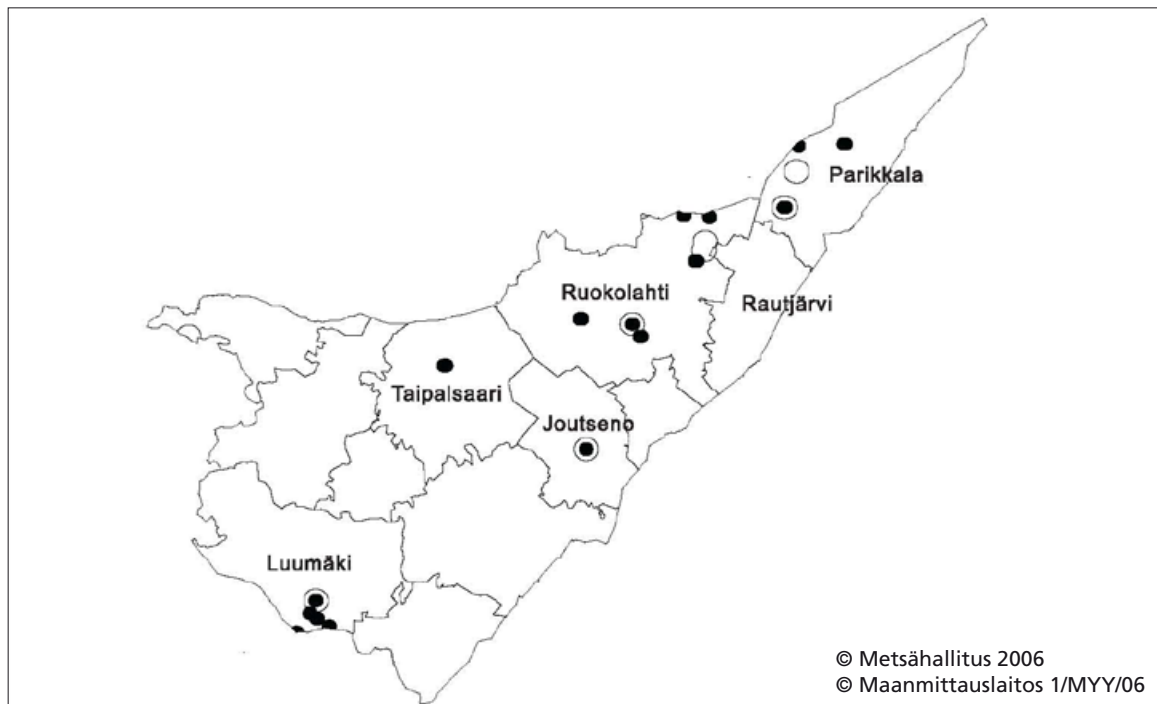 Parikkala
Ruokolahti
Rautjärvi
Taipalsaari
Joutseno
Luumäki
© Metsähallitus 2006
© Maanmittauslaitos 1/MYY/06